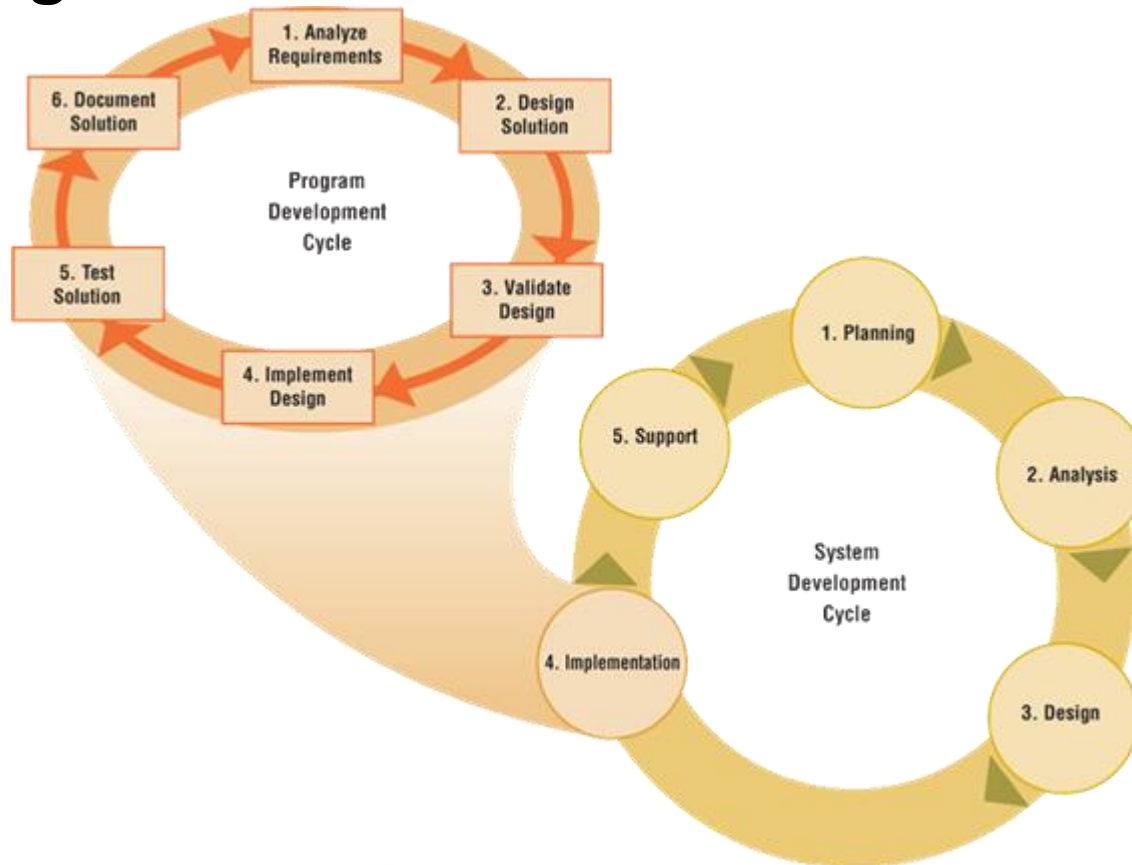 1. Analyze
Requirements
2. Design
Solution
3. Validate
Design
4. Implement
Design
5. Test
Solution
6. Document
Solution
Program
Development
Cycle
1. Planning
2. Analysis
3. Design
4. Implementation
5. Support
System
Development
Cycle